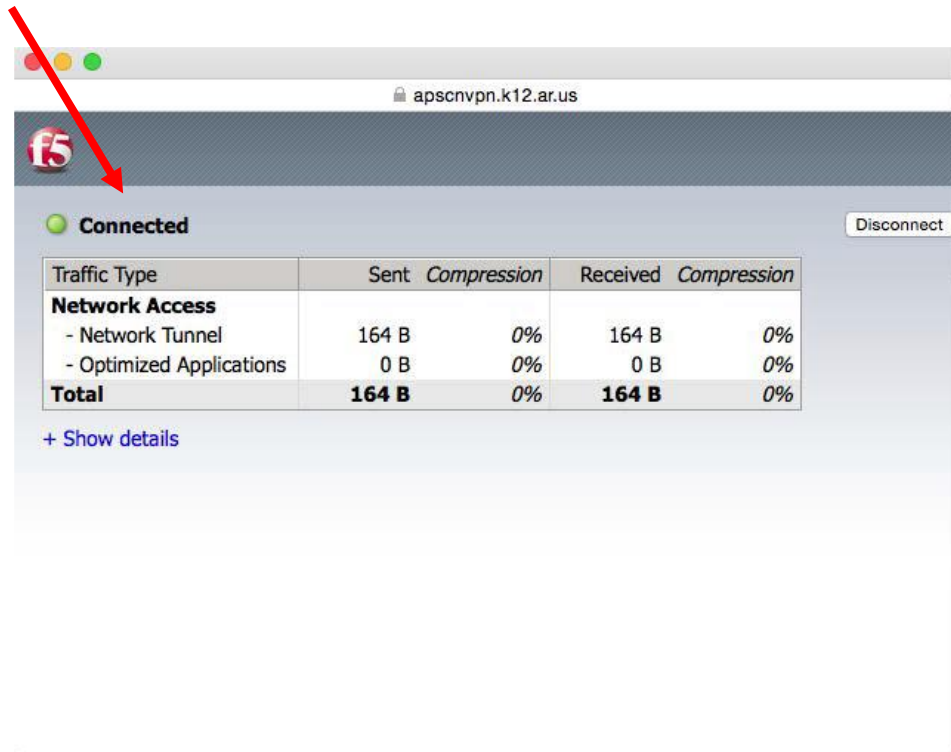 apscnvpn.k12.ar.us
f5
Connected
Disconnect
Traffic Type Sent Compression Received Compression
Network Access
- Network Tunnel 164 B 0% 164 B 0%
- Optimized Applications 0 B 0% 0 B 0%
Total 164 B 0% 164 B 0%
+ Show details